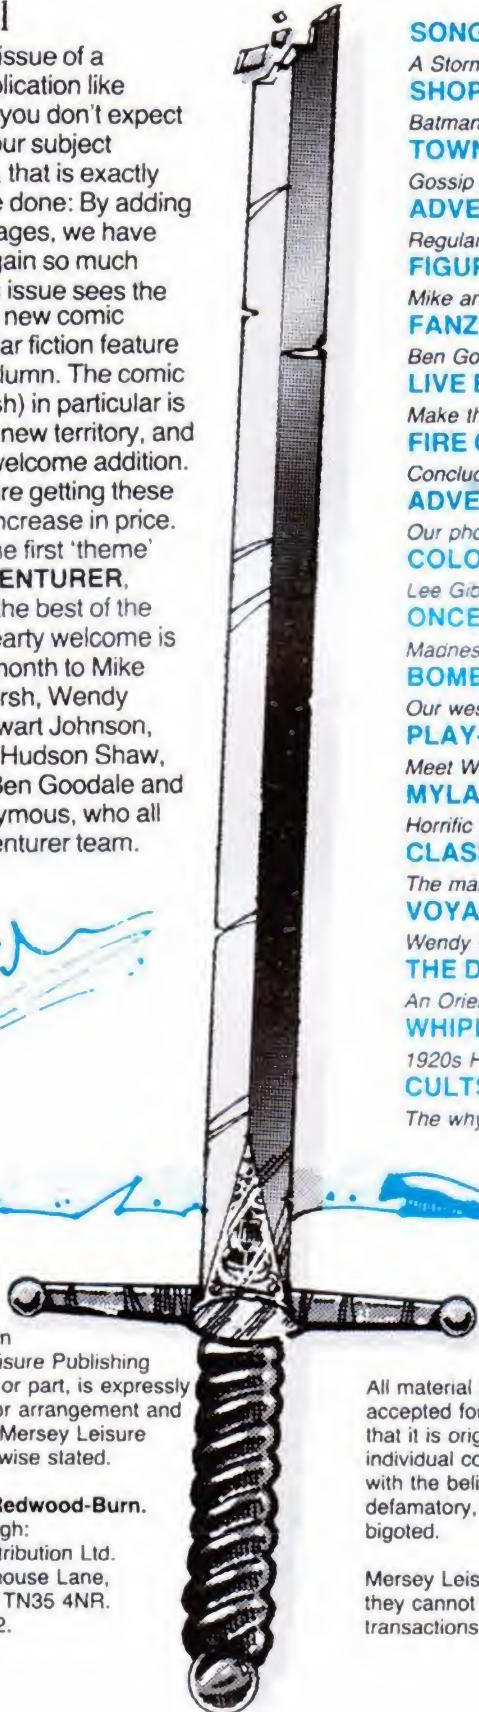 l
issue of a
plication like
you don't expect
our subject
that is exactly
e done: By adding
ages, we have
gain so much
issue sees the
new comic
ar fiction feature
lumn. The comic
sh) in particular is
new territory, and
welcome addition.
re getting these
ncrease in price.
he first 'theme'
ENTURER,
the best of the
earty welcome is
month to Mike
rsh, Wendy
wart Johnson,
Hudson Shaw,
Ben Goodale and
ymous, who all
enturer team.
SONG
A Storm
SHOP
Batman
TOWN
Gossip
ADVE
Regular
FIGUR
Mike an
FANZ
Ben Go
LIVE
Make th
FIRE
Conclud
ADVE
Our pho
COLO
Lee Gib
ONCE
Madnes
BOMB
Our wes
PLAY-
Meet W
MYLA
Horrific
CLASS
The ma
VOYA
Wendy
THE D
An Orie
WHIPL
1920s H
CULTS
The why
n
isure Publishing
or part, is expressly
or arrangement and
Mersey Leisure
wise stated.
Redwood-Burn.
gh:
tribution Ltd.
house Lane,
TN35 4NR.
2.
All material
accepted for
that it is orig
individual co
with the beli
defamatory,
bigoted.
Mersey Leis
they cannot
transactions